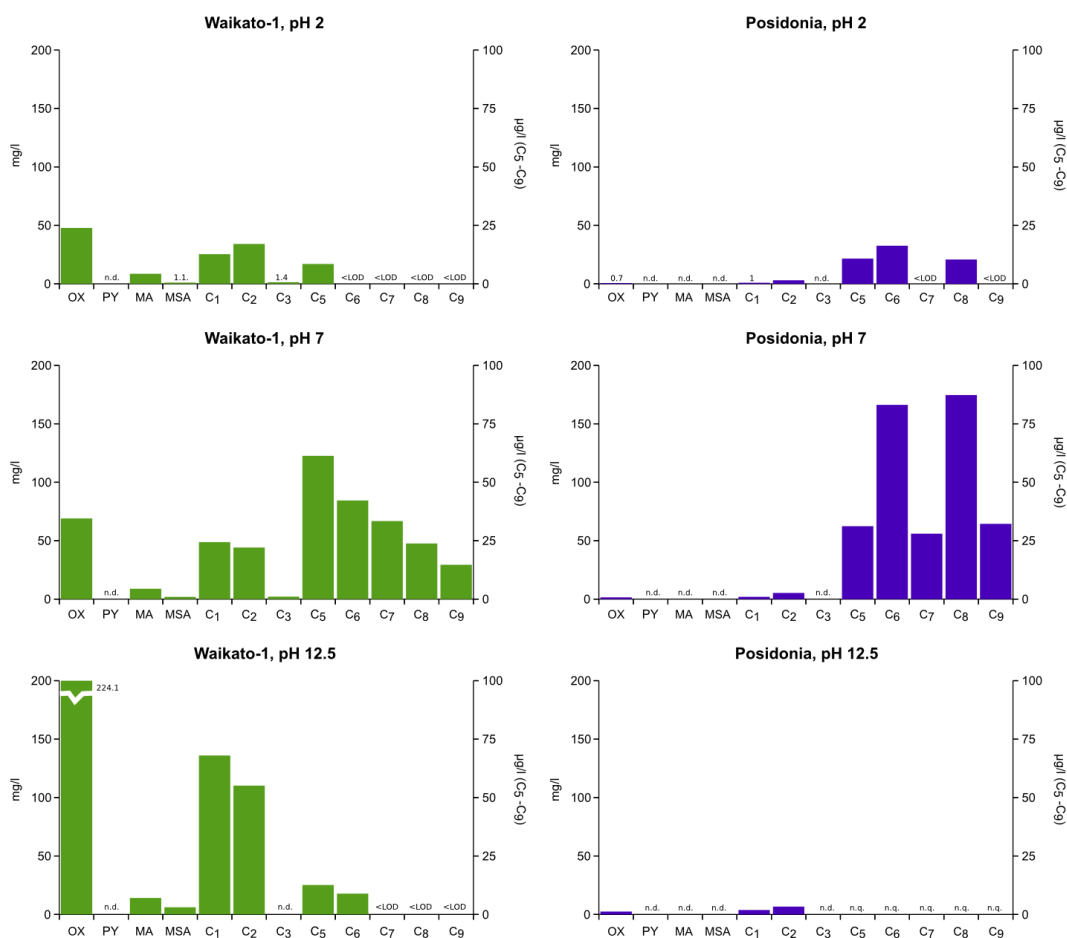 Waikato-1, pH 2
200
150
100
50
0
mg/l
100
75
50
25
0
µg/l (C5 -C9)
n.d.
1.1.
1.4
<LOD
<LOD
<LOD
<LOD
OX PY MA MSA C1 C2 C3 C5 C6 C7 C8 C9
Posidonia, pH 2
200
150
100
50
0
mg/l
100
75
50
25
0
µg/l (C5 -C9)
0.7
n.d.
n.d.
n.d.
1
n.d.
<LOD
<LOD
OX PY MA MSA C1 C2 C3 C5 C6 C7 C8 C9
Waikato-1, pH 7
200
150
100
50
0
mg/l
100
75
50
25
0
µg/l (C5 -C9)
n.d.
OX PY MA MSA C1 C2 C3 C5 C6 C7 C8 C9
Posidonia, pH 7
200
150
100
50
0
mg/l
100
75
50
25
0
µg/l (C5 -C9)
n.d.
n.d.
n.d.
n.d.
OX PY MA MSA C1 C2 C3 C5 C6 C7 C8 C9
Waikato-1, pH 12.5
200
150
100
50
0
mg/l
100
75
50
25
0
µg/l (C5 -C9)
224.1
n.d.
n.d.
<LOD
<LOD
<LOD
OX PY MA MSA C1 C2 C3 C5 C6 C7 C8 C9
Posidonia, pH 12.5
200
150
100
50
0
mg/l
100
75
50
25
0
µg/l (C5 -C9)
n.d.
n.d.
n.d.
n.d.
n.q.
n.q.
n.q.
n.q.
n.q.
OX PY MA MSA C1 C2 C3 C5 C6 C7 C8 C9